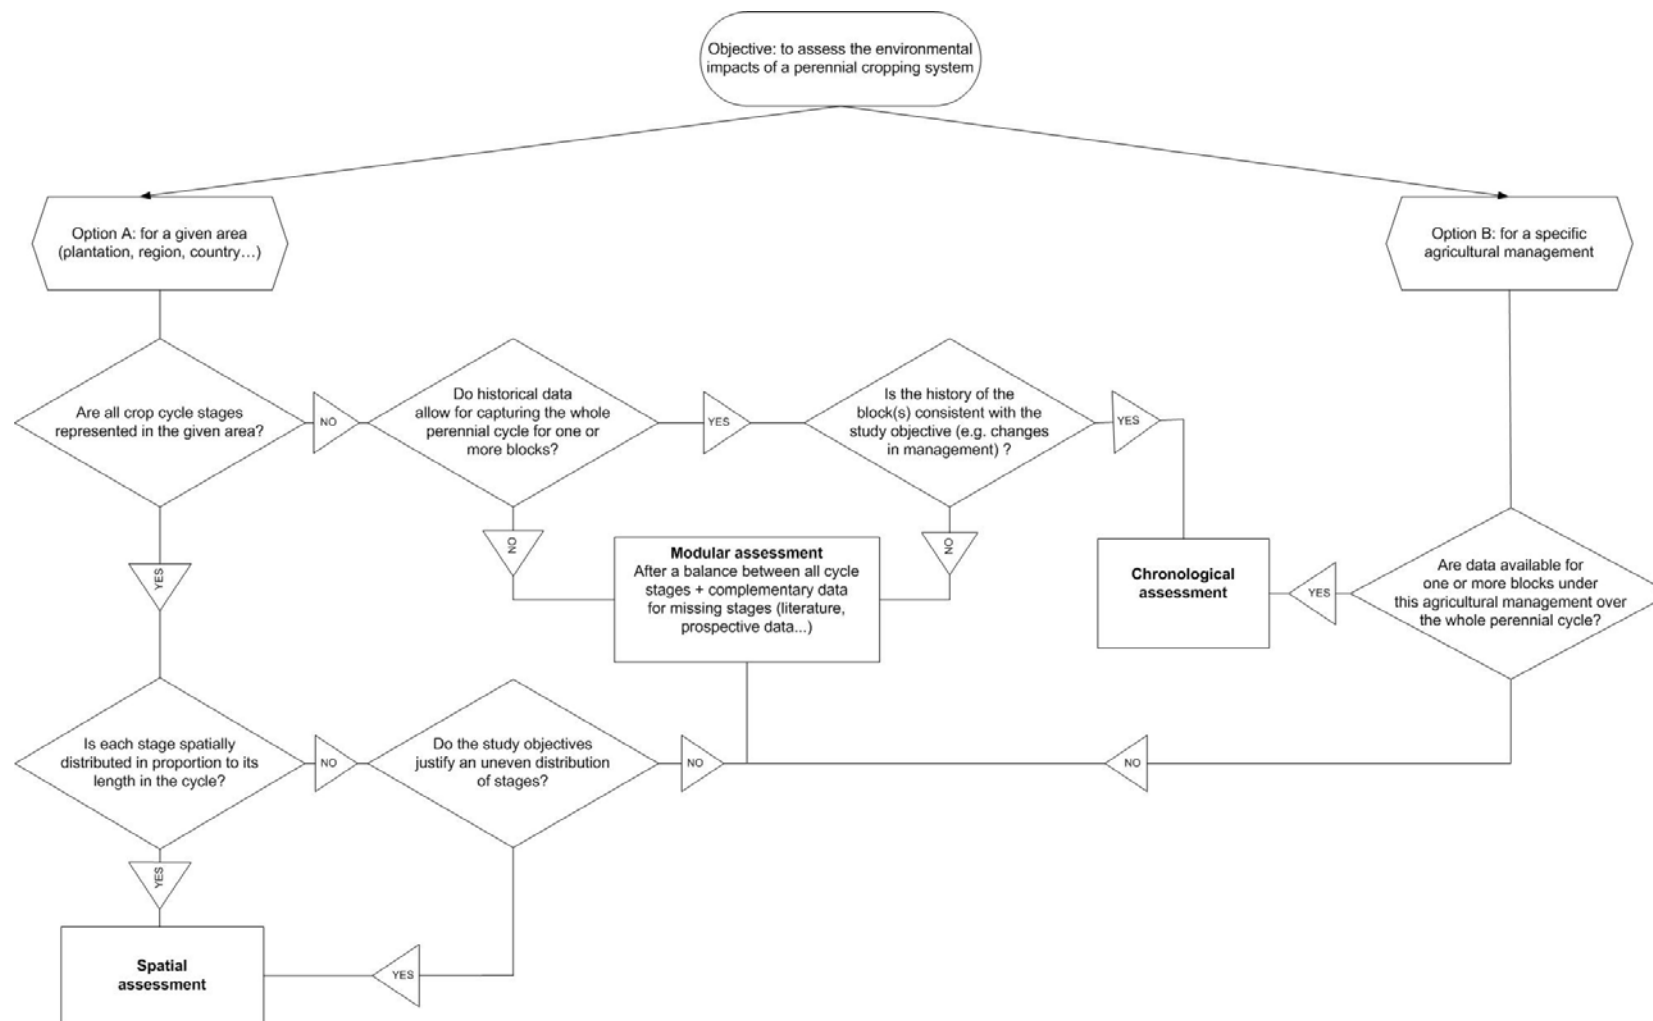 Objective: to assess the environmental
impacts of a perennial cropping system
Option A: for a given area
(plantation, region, country…)
Option B: for a specific
agricultural management
Are all crop cycle stages
represented in the given area?
NO
Do historical data
allow for capturing the whole
perennial cycle for one or
more blocks?
YES
Is the history of the
block(s) consistent with the
study objective (e.g. changes
in management) ?
YES
YES
NO
Modular assessment
After a balance between all cycle
stages + complementary data
for missing stages (literature,
prospective data...)
NO
Chronological
assessment
YES
Are data available for
one or more blocks under
this agricultural management over
the whole perennial cycle?
Is each stage spatially
distributed in proportion to its
length in the cycle?
NO
Do the study objectives
justify an uneven distribution
of stages?
NO
NO
YES
Spatial
assessment
YES